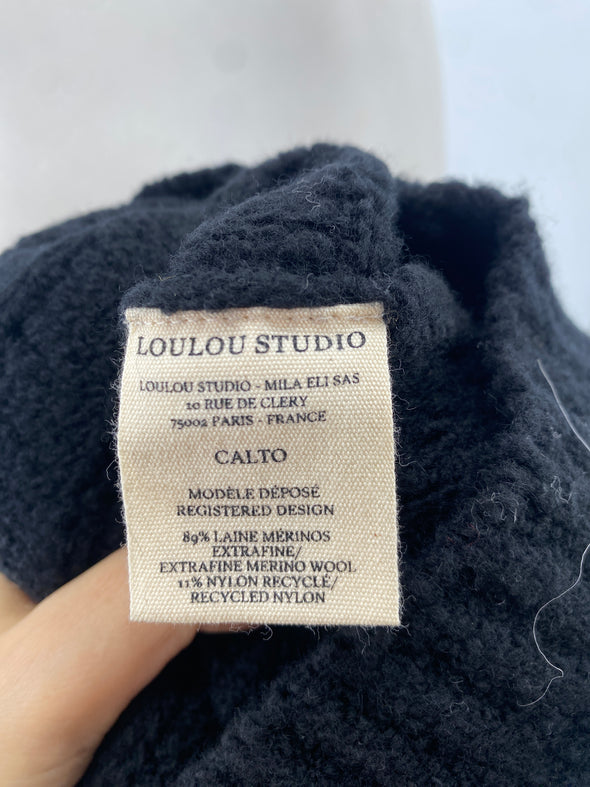 LOULOU STUDIO
LOULOU STUDIO - MILA ELI SAS
10 RUE DE CLERY
75002 PARIS - FRANCE
CALTO
MODÈLE DÉPOSÉ
REGISTERED DESIGN
89% LAINE MÉRINOS
EXTRAFINE/
EXTRAFINE MERINO WOOL
11% NYLON RECYCLÉ/
RECYCLED NYLON